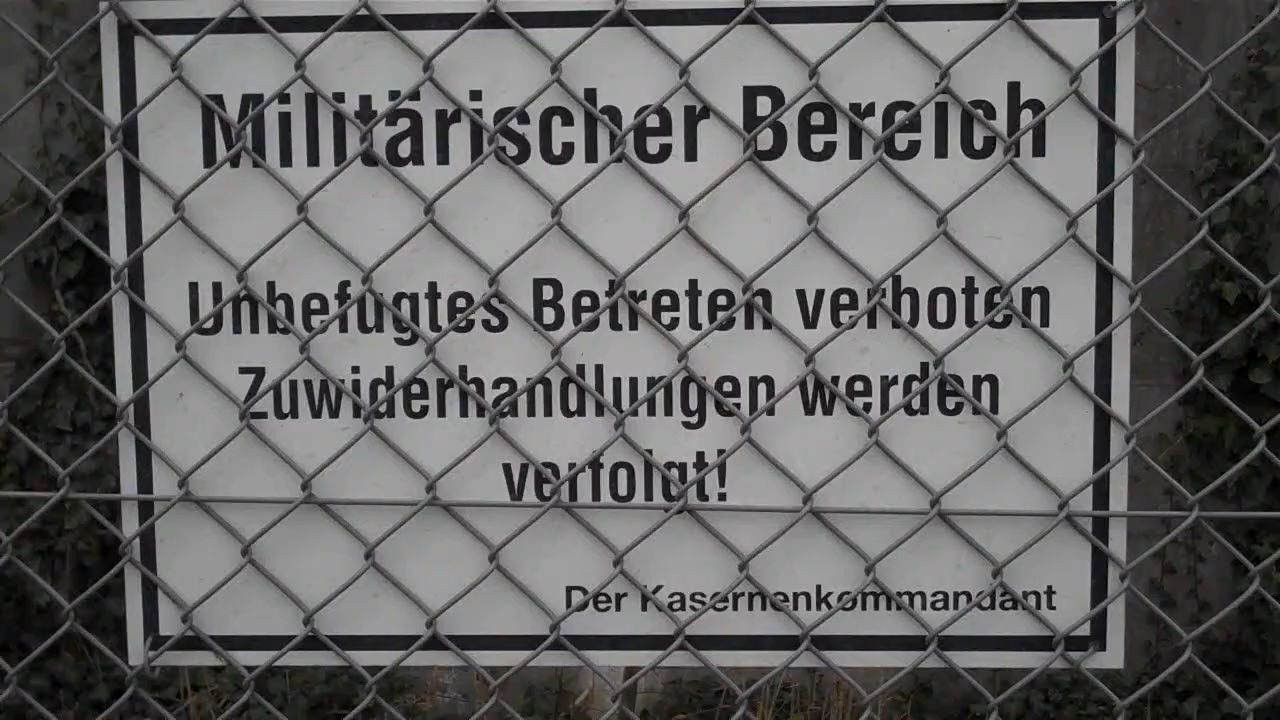 Militärischer Bereich
Unbefugtes Betreten verboten
Zuwiderhandlungen werden
verfolgt!
Der Kasernenkommandant